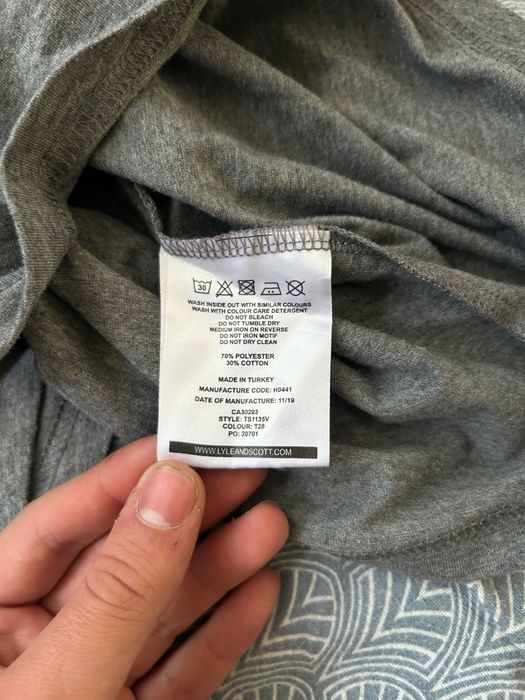 30
WASH INSIDE OUT WITH SIMILAR COLOURS
WASH WITH COLOUR CARE DETERGENT
DO NOT BLEACH
DO NOT TUMBLE DRY
MEDIUM IRON ON REVERSE
DO NOT IRON MOTIF
DO NOT DRY CLEAN
70% POLYESTER
30% COTTON
MADE IN TURKEY
MANUFACTURE CODE: H0441
DATE OF MANUFACTURE: 11/19
CA30293
STYLE: TS1135V
COLOUR: T28
PO: 20701
WWW.LYLEANDSCOTT.COM